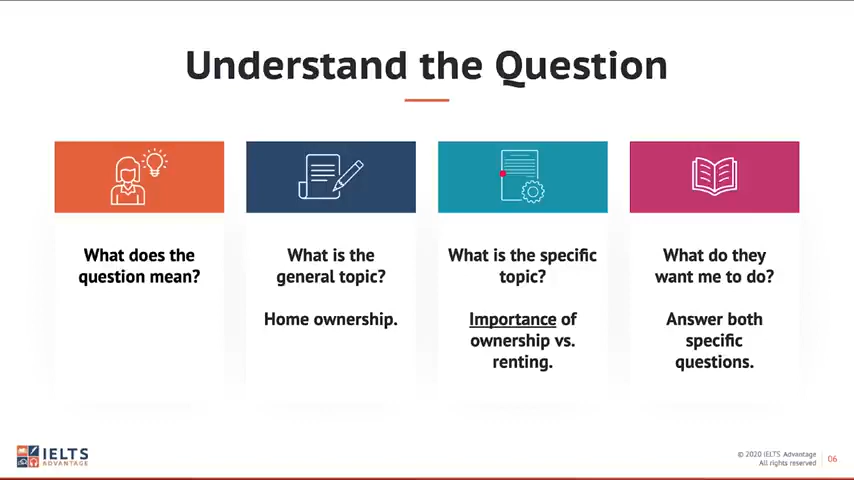 Understand the Question
What does the
question mean?
What is the
general topic?
Home ownership.
What is the specific
topic?
Importance of
ownership vs.
renting.
What do they
want me to do?
Answer both
specific
questions.
IELTS
ADVANTAGE
© 2020 IELTS Advantage
All rights reserved
06